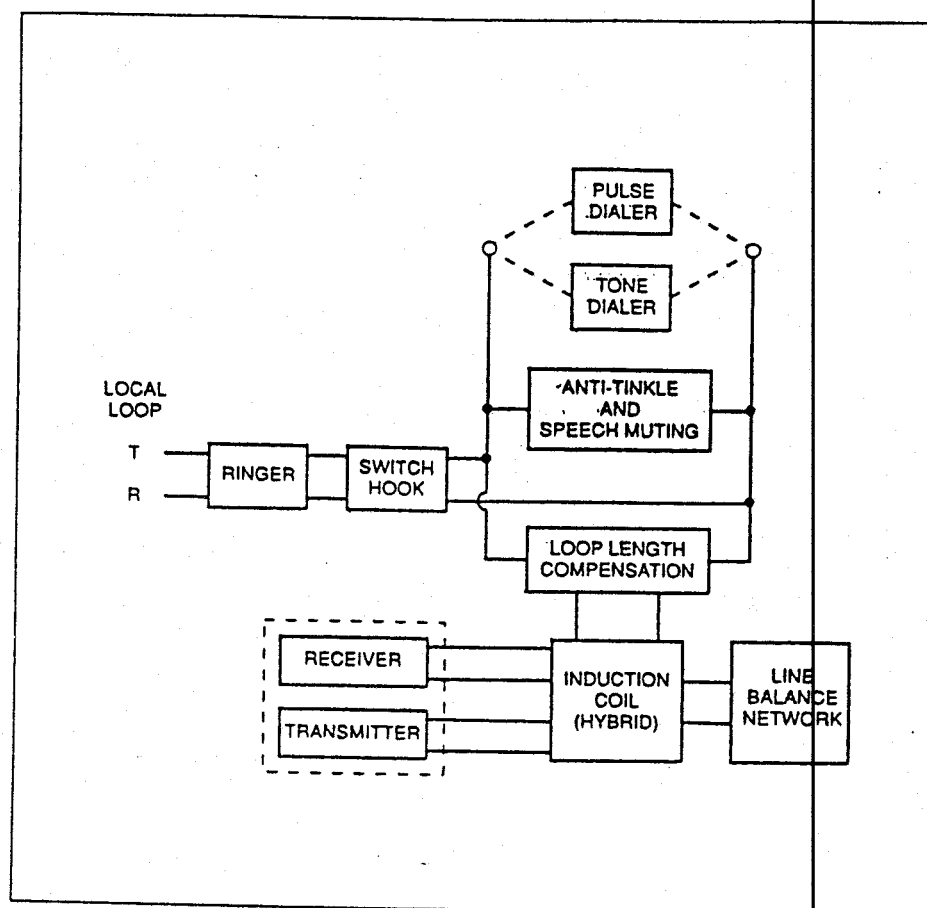 PULSE
DIALER
TONE
DIALER
ANTI-TINKLE
AND
SPEECH MUTING
LOCAL
LOOP
T
R
RINGER
SWITCH
HOOK
LOOP LENGTH
COMPENSATION
RECEIVER
TRANSMITTER
INDUCTION
COIL
(HYBRID)
LINE
BALANCE
NETWORK